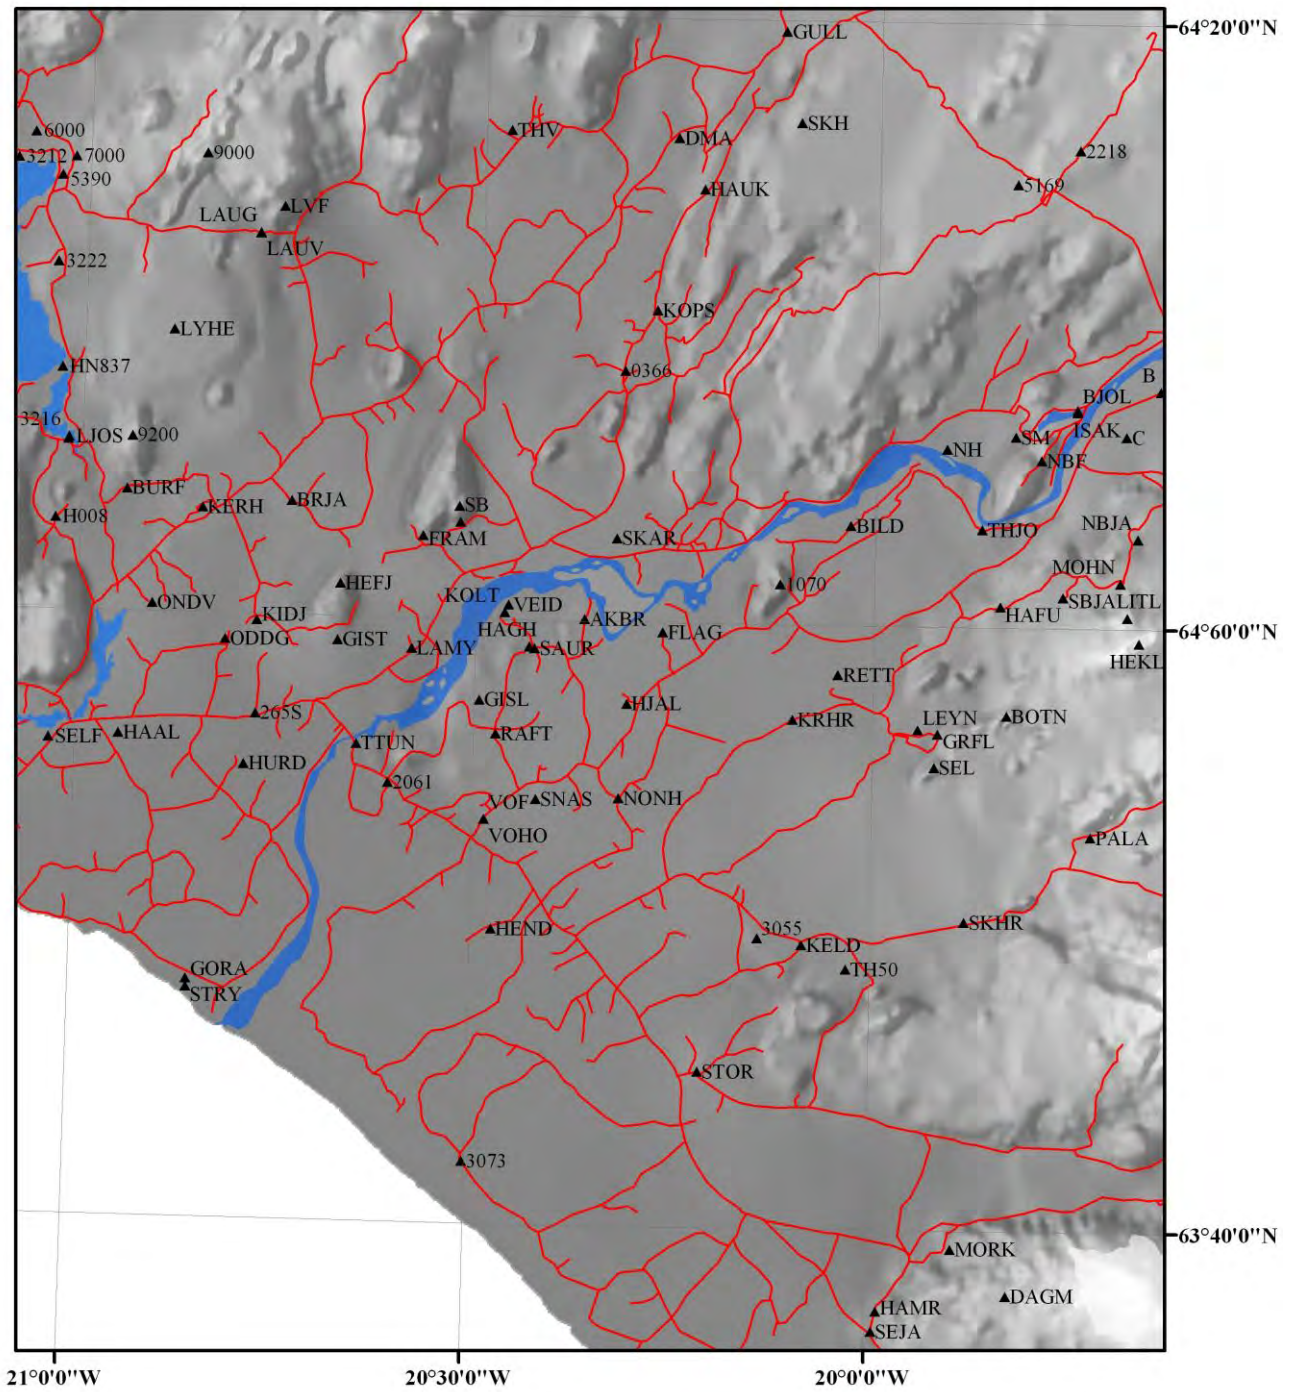 GULL
64°20'0"N
6000
THV
SKH
DMA
3212
7000
9000
2218
5390
5169
HAUK
LAUG
LVF
LAUV
3222
KOPS
LYHE
HN837
0366
B
BJOL
3216
LJOS
9200
ISAK
C
SM
NH
NBF
BURF
KERH
BRJA
SB
H008
FRAM
SKAR
BILD
THJO
NBJA
MOHN
HEFJ
1070
KOLT
VEID
ONDV
SBJALITL
HAFU
KIDJ
AKBR
HAGH
FLAG
64°60'0"N
ODDG
GIST
LAMY
SAUR
HEKL
RETT
GISL
HJAL
265S
KRHR
LEYN
BOTN
SELF
HAAL
RAFT
TTUN
GRFL
HURD
SEL
2061
VOF
SNAS
NONH
VOHO
PALA
HEND
3055
SKHR
KELD
GORA
TH50
STRY
STOR
3073
63°40'0"N
MORK
DAGM
HAMR
SEJA
21°0'0"W
20°30'0"W
20°0'0"W